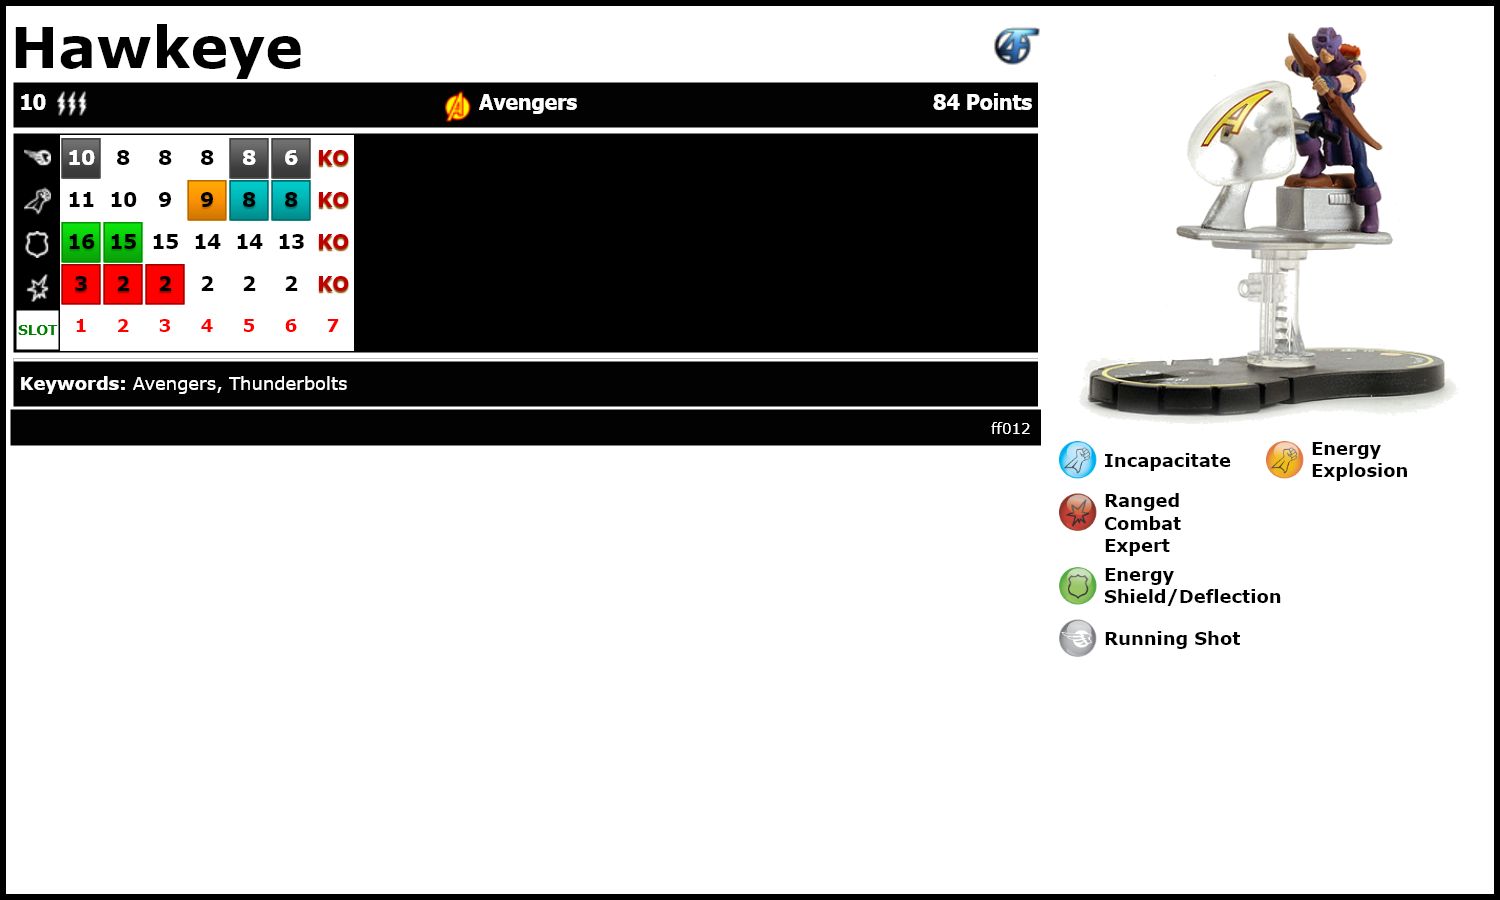 Hawkeye
10 Avengers 84 Points
10 8 8 8 8 6 KO
11 10 9 9 8 8 KO
16 15 15 14 14 13 KO
3 2 2 2 2 2 KO
SLOT 1 2 3 4 5 6 7
Keywords: Avengers, Thunderbolts
ff012
A
Incapacitate
Energy
Explosion
Ranged
Combat
Expert
Energy
Shield/Deflection
Running Shot